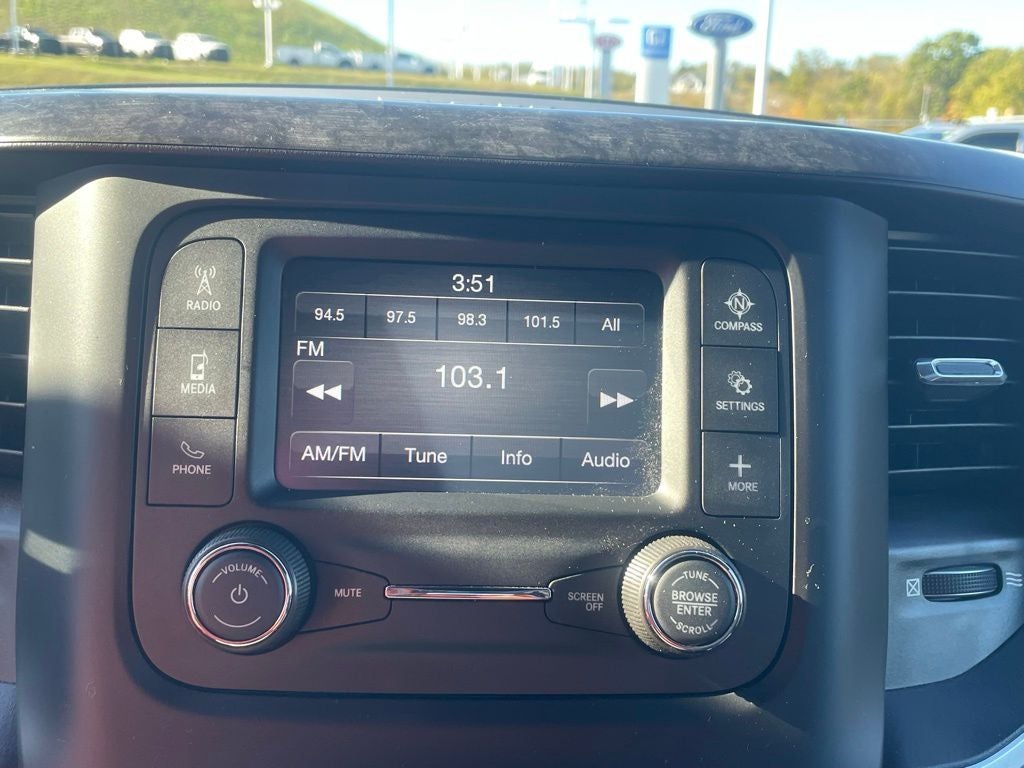 Ford
3:51
94.5 97.5 98.3 101.5 All
FM
103.1
AM/FM Tune Info Audio
RADIO
MEDIA
PHONE
N
COMPASS
SETTINGS
MORE
VOLUME
MUTE
SCREEN
OFF
TUNE
BROWSE
ENTER
SCROLL